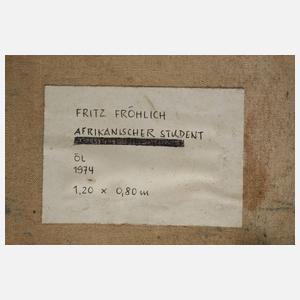 FRITZ FRÖHLICH
AFRIKANISCHER STUDENT
ÖL
1974
1,20 x 0,80 m